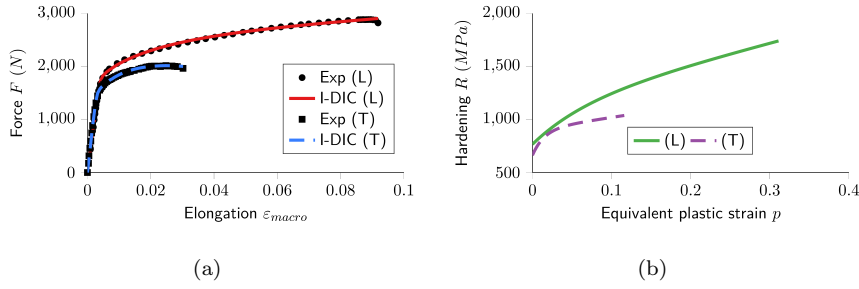 3,000
2,000
1,000
0
0
0.02
0.04
0.06
0.08
0.1
Force F (N)
Elongation ε_macro
Exp (L)
I-DIC (L)
Exp (T)
I-DIC (T)
(a)
2,000
1,500
1,000
500
0
0.1
0.2
0.3
0.4
Hardening R (MPa)
Equivalent plastic strain p
(L) (T)
(b)